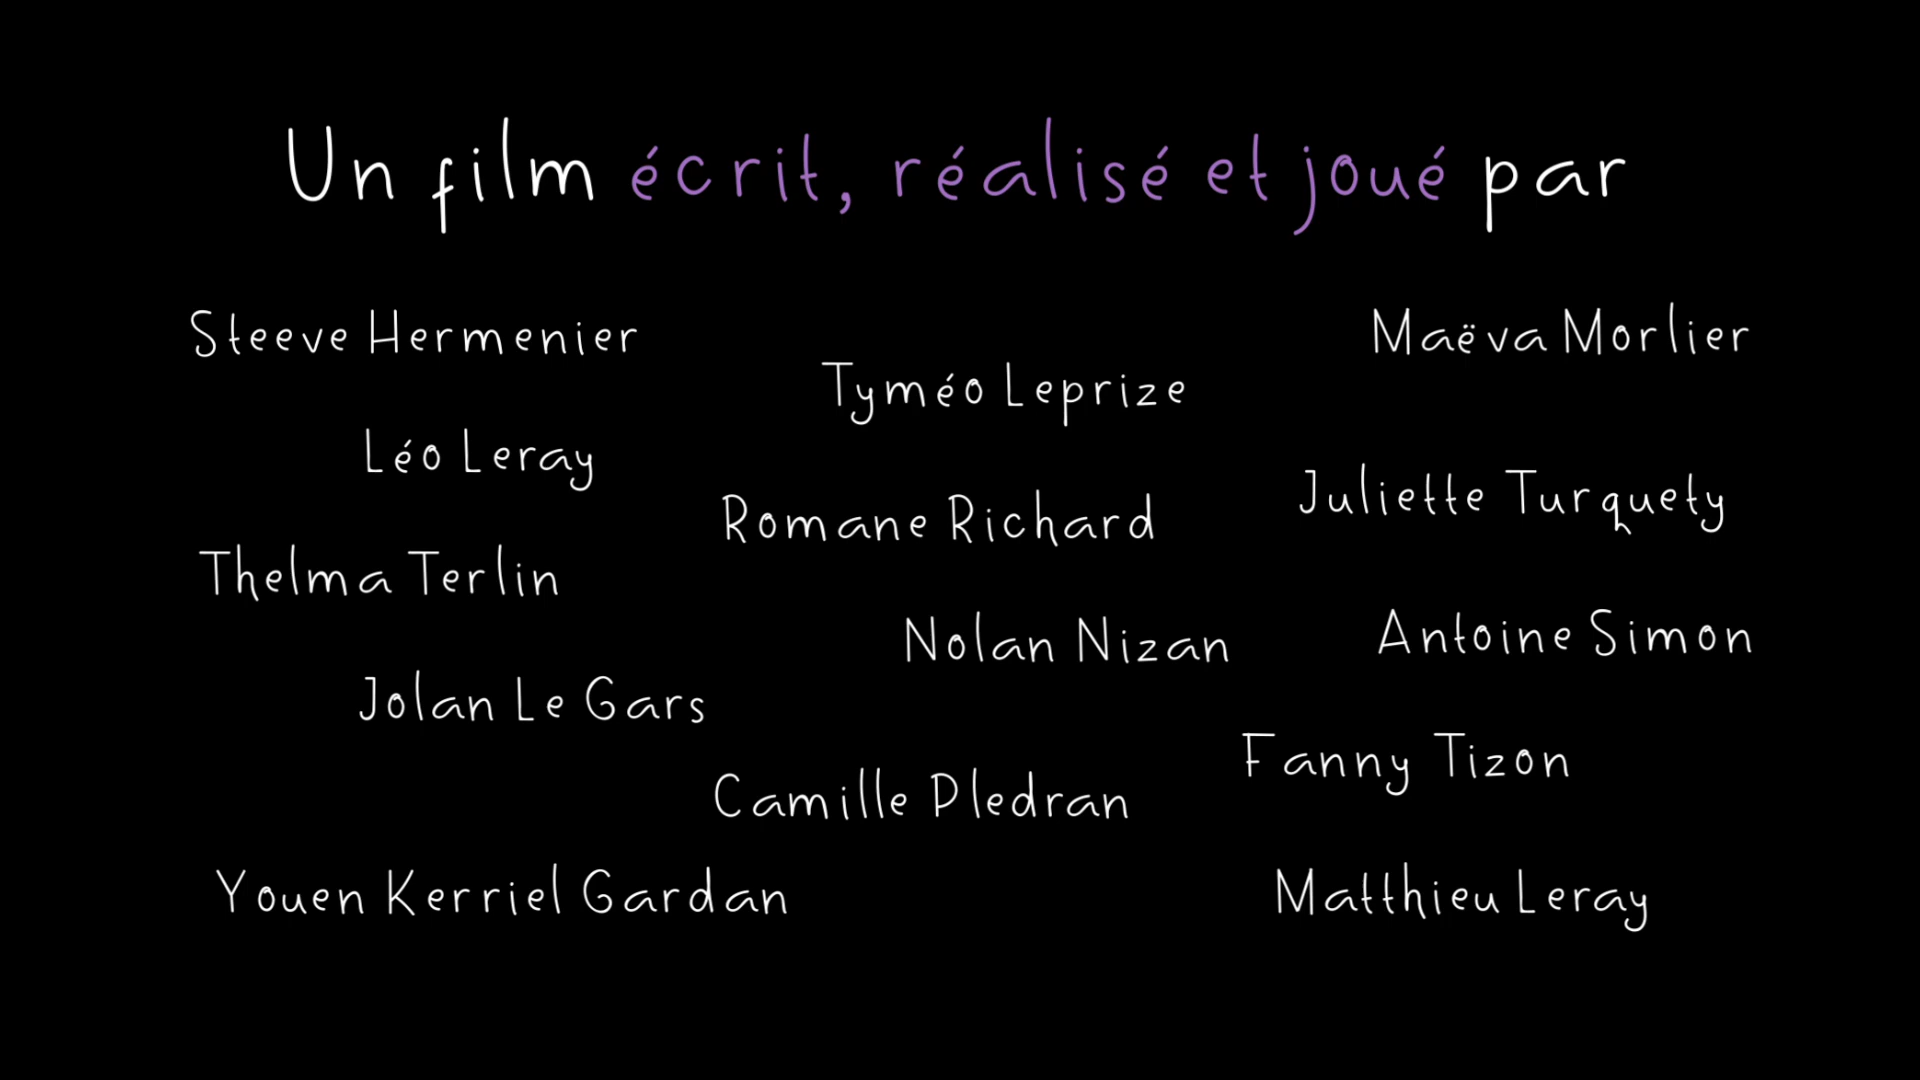 Un film écrit, réalisé et joué par
Steeve Hermenier
Maëva Morlier
Tyméo Leprize
Léo Leray
Juliette Turquety
Romane Richard
Thelma Terlin
Antoine Simon
Nolan Nizan
Jolan Le Gars
Fanny Tizon
Camille Pledran
Youen Kerriel Gardan
Matthieu Leray